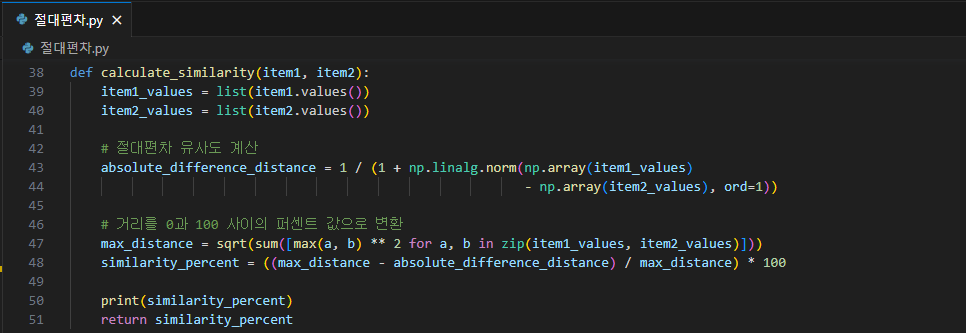 절대편차.py
절대편차.py
38 def calculate_similarity(item1, item2):
39 item1_values = list(item1.values())
40 item2_values = list(item2.values())
41
42 # 절대편차 유사도 계산
43 absolute_difference_distance = 1 / (1 + np.linalg.norm(np.array(item1_values)
44 - np.array(item2_values), ord=1))
45
46 # 거리를 0과 100 사이의 퍼센트 값으로 변환
47 max_distance = sqrt(sum([max(a, b) ** 2 for a, b in zip(item1_values, item2_values)]))
48 similarity_percent = ((max_distance - absolute_difference_distance) / max_distance) * 100
49
50 print(similarity_percent)
51 return similarity_percent